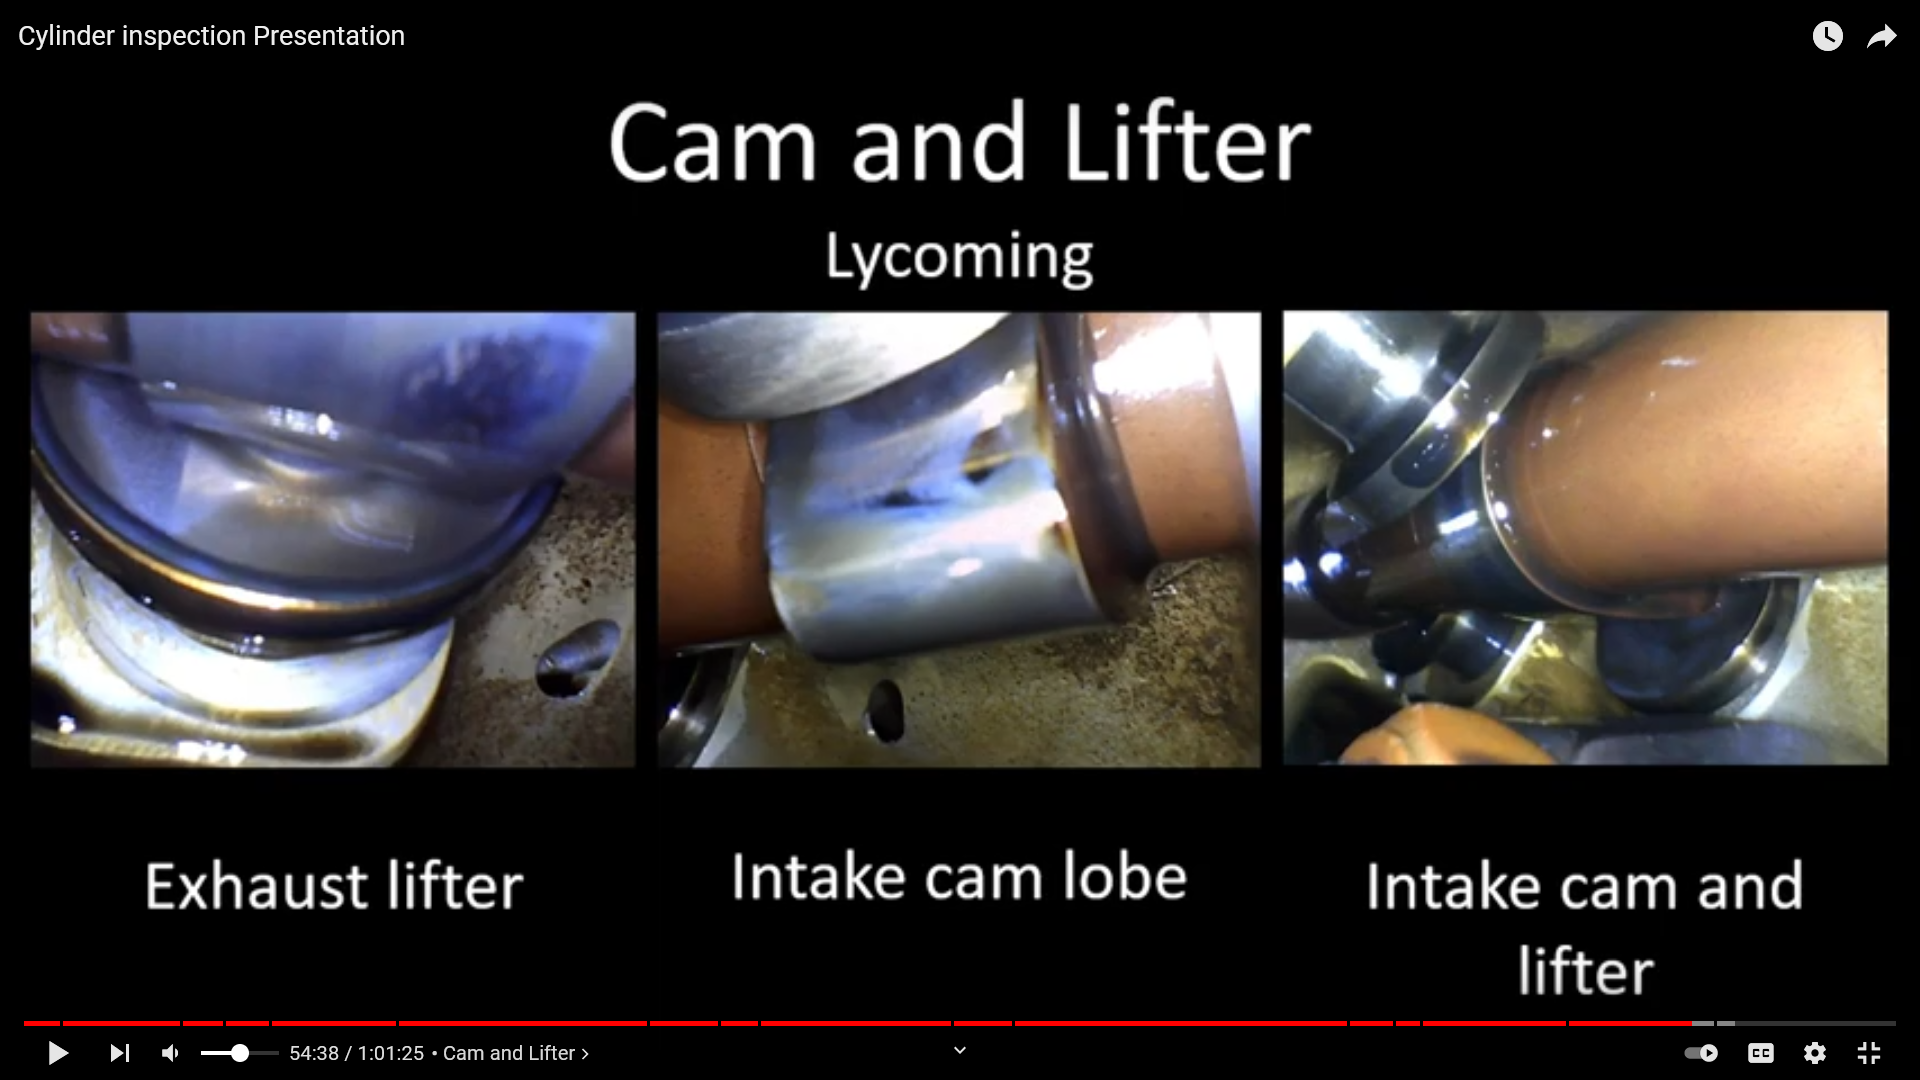 Cylinder inspection Presentation
Cam and Lifter
Lycoming
Exhaust lifter
Intake cam lobe
Intake cam and
lifter
54:38 / 1:01:25 • Cam and Lifter
CC